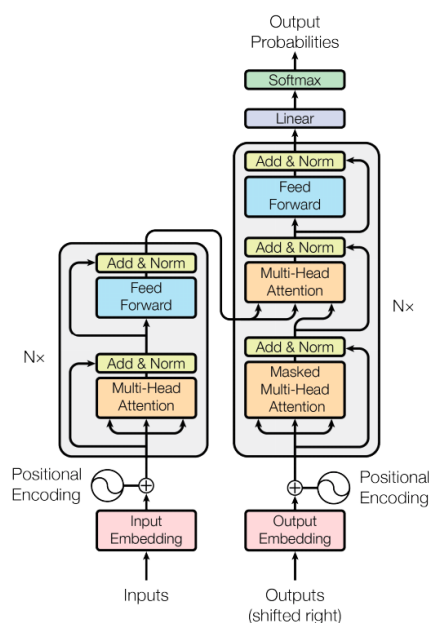 Output
Probabilities
Softmax
Linear
Add & Norm
Feed
Forward
Add & Norm
Multi-Head
Attention
Nx
Add & Norm
Masked
Multi-Head
Attention
Positional
Encoding
Output
Embedding
Outputs
(shifted right)
Add & Norm
Feed
Forward
Nx
Add & Norm
Multi-Head
Attention
Positional
Encoding
Input
Embedding
Inputs